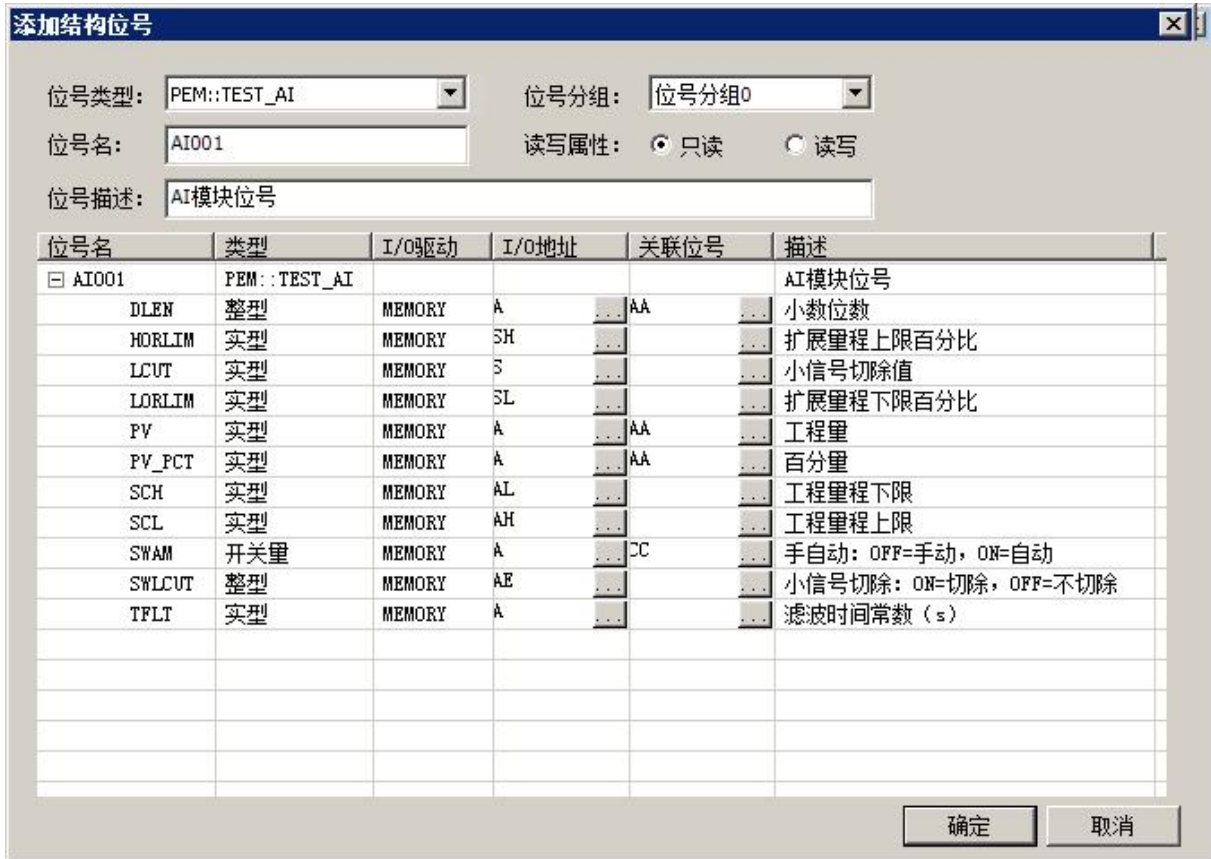 添加结构位号
位号类型: PEM::TEST_AI 位号分组: 位号分组0
位号名: AI001 读写属性: 只读 读写
位号描述: AI模块位号
位号名 类型 I/O驱动 I/O地址 关联位号 描述
AI001 PEM::TEST_AI AI模块位号
DLEN 整型 MEMORY A ... AA ... 小数位数
HORLIM 实型 MEMORY SH ... ... 扩展量程上限百分比
LCUT 实型 MEMORY S ... ... 小信号切除值
LORLIM 实型 MEMORY SL ... ... 扩展量程下限百分比
PV 实型 MEMORY A ... AA ... 工程量
PV_PCT 实型 MEMORY A ... AA ... 百分量
SCH 实型 MEMORY AL ... ... 工程量程下限
SCL 实型 MEMORY AH ... ... 工程量程上限
SWAM 开关量 MEMORY A ... CC ... 手自动: OFF=手动, ON=自动
SWLCUT 整型 MEMORY AE ... ... 小信号切除: ON=切除, OFF=不切除
TFLT 实型 MEMORY A ... ... 滤波时间常数 (s)
确定 取消